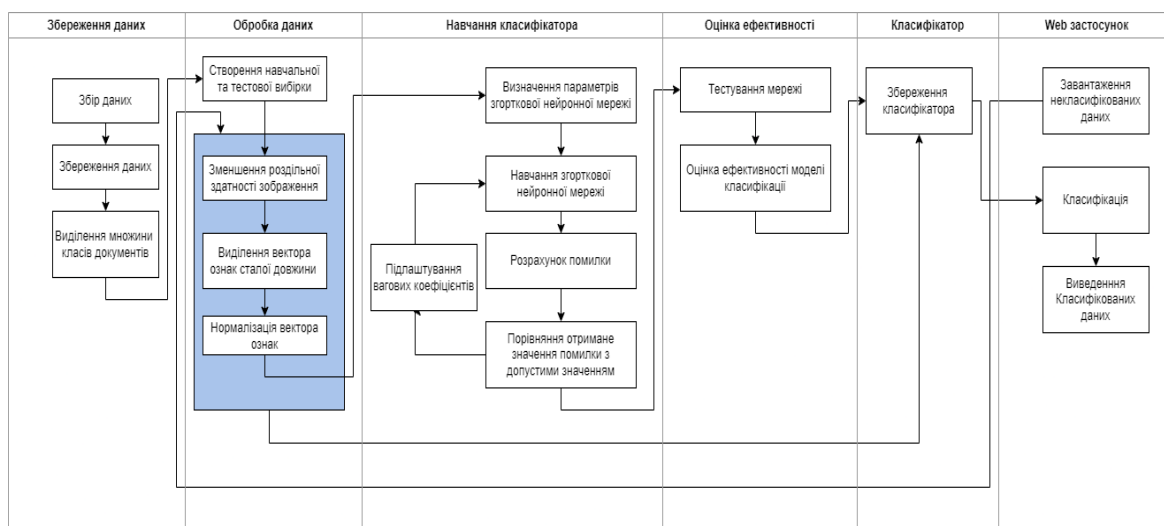 Збереження даних
Обробка даних
Навчання класифікатора
Оцінка ефективності
Класифікатор
Web застосунок
Збір даних
Збереження даних
Виділення множини
класів документів
Створення навчальної
та тестової вибірки
Зменшення роздільної
здатності зображення
Виділення вектора
ознак сталої довжини
Нормалізація вектора
ознак
Визначення параметрів
згорткової нейронної мережі
Навчання згорткової
нейронної мережі
Розрахунок помилки
Підлаштування
вагових коефіцієнтів
Порівняння отримане
значення помилки з
допустими значенням
Тестування мережі
Оцінка ефективності моделі
класифікації
Збереження
класифікатора
Завантаження
некласифікованих
даних
Класифікація
Виведенння
Класифікованих
даних